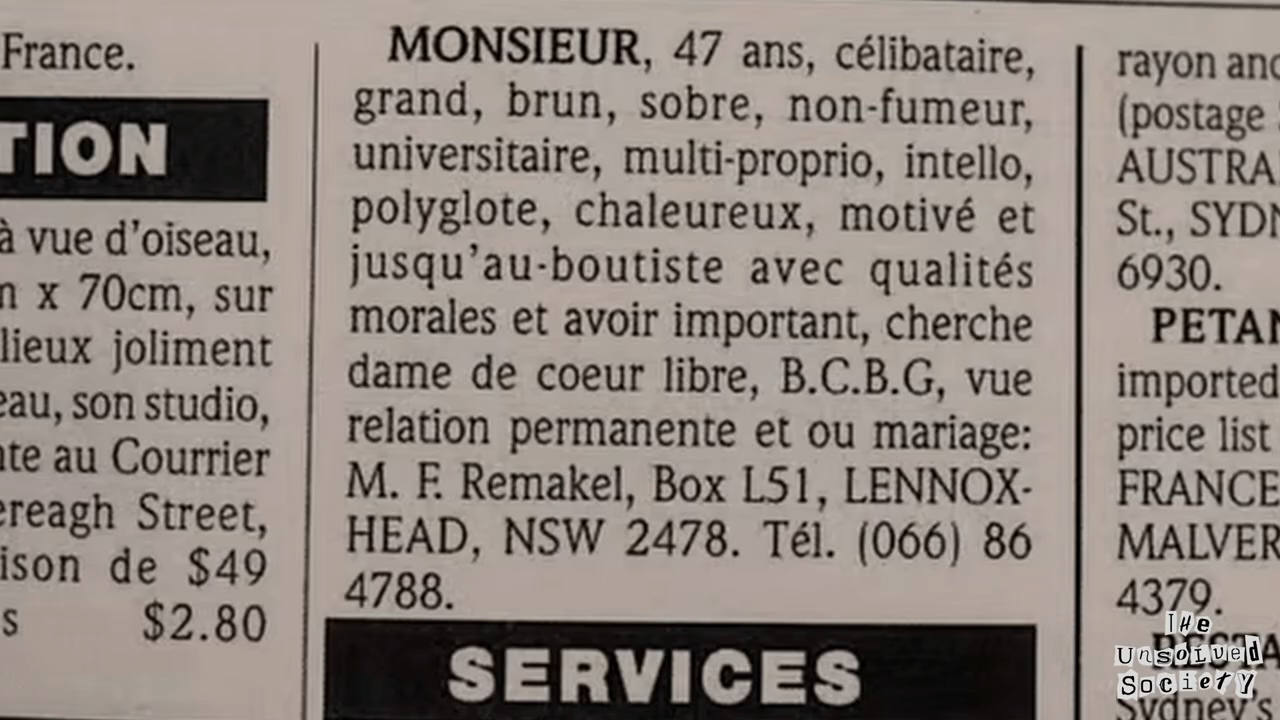 France.
TION
à vue d'oiseau,
x 70cm, sur
lieux joliment
son studio,
au Courrier
Street,
de $49
$2.80
MONSIEUR, 47 ans, célibataire,
grand, brun, sobre, non-fumeur,
universitaire, multi-proprio, intello,
polyglote, chaleureux, motivé et
jusqu'au-boutiste avec qualités
morales et avoir important, cherche
dame de coeur libre, B.C.B.G, vue
relation permanente et ou mariage:
M. F. Remakel, Box L51, LENNOX-
HEAD, NSW 2478. Tél. (066) 86
4788.
SERVICES
rayon and
(postage
AUSTRA
St., SYDN
6930.
PETAN
imported
price list
FRANCE
MALVER
4379.
Sydney's
THe
Unsolved
Society